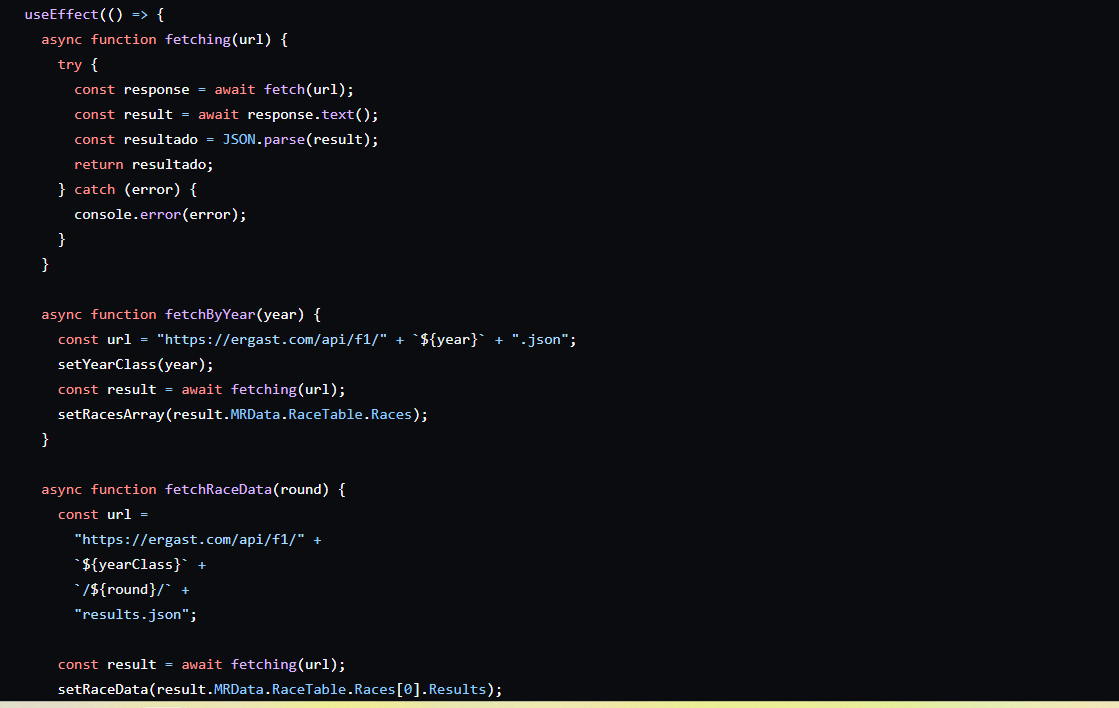 useEffect(() => {
async function fetching(url) {
try {
const response = await fetch(url);
const result = await response.text();
const resultado = JSON.parse(result);
return resultado;
} catch (error) {
console.error(error);
}
}
async function fetchByYear(year) {
const url = "https://ergast.com/api/f1/" + `${year}` + ".json";
setYearClass(year);
const result = await fetching(url);
setRacesArray(result.MRData.RaceTable.Races);
}
async function fetchRaceData(round) {
const url =
"https://ergast.com/api/f1/" +
`${yearClass}` +
`/${round}/` +
"results.json";
const result = await fetching(url);
setRaceData(result.MRData.RaceTable.Races[0].Results);